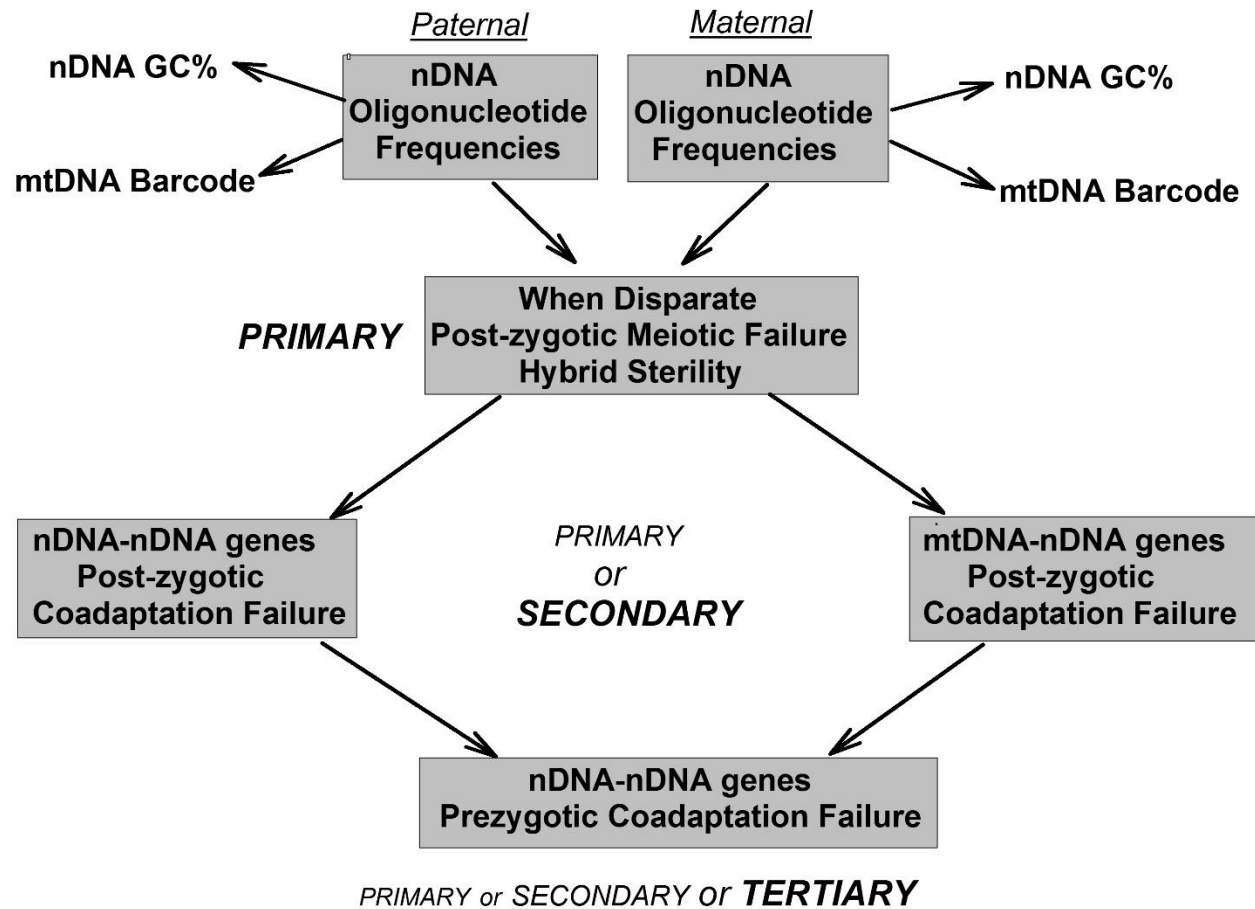 Paternal
Maternal
nDNA GC%
nDNA
Oligonucleotide
Frequencies
nDNA
Oligonucleotide
Frequencies
nDNA GC%
mtDNA Barcode
mtDNA Barcode
When Disparate
Post-zygotic Meiotic Failure
Hybrid Sterility
PRIMARY
nDNA-nDNA genes
Post-zygotic
Coadaptation Failure
PRIMARY
or
SECONDARY
mtDNA-nDNA genes
Post-zygotic
Coadaptation Failure
nDNA-nDNA genes
Prezygotic Coadaptation Failure
PRIMARY or SECONDARY or TERTIARY